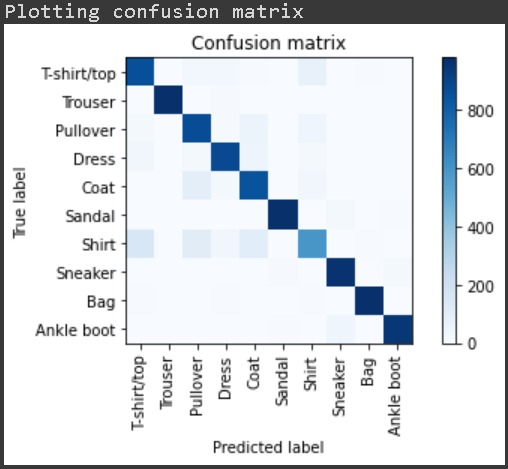 Plotting confusion matrix
Confusion matrix
T-shirt/top
Trouser
Pullover
Dress
Coat
Sandal
Shirt
Sneaker
Bag
Ankle boot
True label
T-shirt/top
Trouser
Pullover
Dress
Coat
Sandal
Shirt
Sneaker
Bag
Ankle boot
Predicted label
800
600
400
200
0